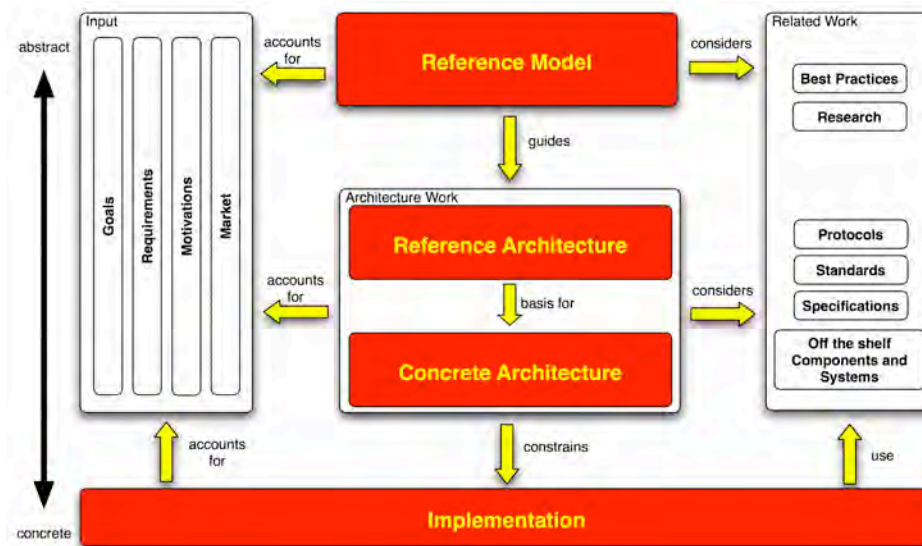 Input
Related Work
abstract
accounts
for
Reference Model
considers
Best Practices
Research
guides
Goals
Requirements
Motivations
Market
Architecture Work
Reference Architecture
Protocols
accounts
for
basis for
considers
Standards
Specifications
Concrete Architecture
Off the shelf
Components and
Systems
accounts
for
constrains
use
Implementation
concrete